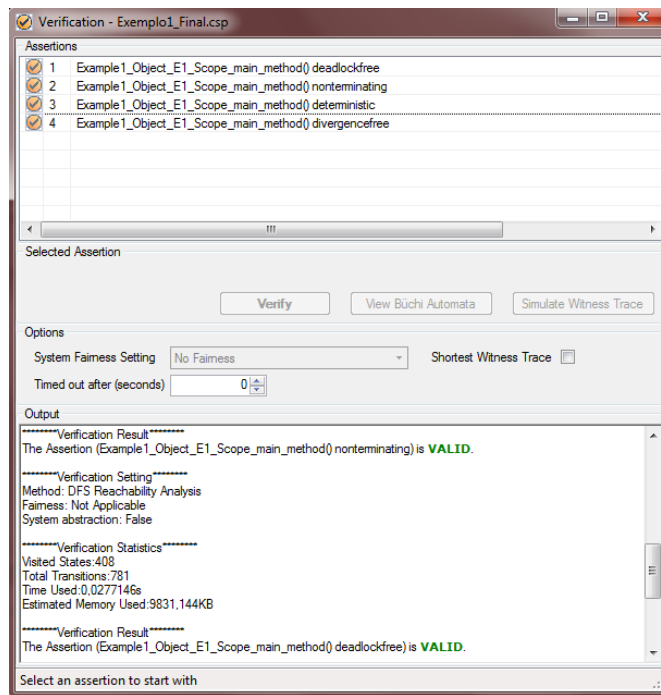 Verification - Exemplo1_Final.csp
Assertions
1 Example1_Object_E1_Scope_main_method() deadlockfree
2 Example1_Object_E1_Scope_main_method() nonterminating
3 Example1_Object_E1_Scope_main_method() deterministic
4 Example1_Object_E1_Scope_main_method() divergencefree
Selected Assertion
Verify View Büchi Automata Simulate Witness Trace
Options
System Fairness Setting No Fairness Shortest Witness Trace
Timed out after (seconds) 0
Output
********Verification Result********
The Assertion (Example1_Object_E1_Scope_main_method() nonterminating) is VALID.
********Verification Setting********
Method: DFS Reachability Analysis
Fairness: Not Applicable
System abstraction: False
********Verification Statistics********
Visited States:408
Total Transitions:781
Time Used:0,0277146s
Estimated Memory Used:9831,144KB
********Verification Result********
The Assertion (Example1_Object_E1_Scope_main_method() deadlockfree) is VALID.
Select an assertion to start with